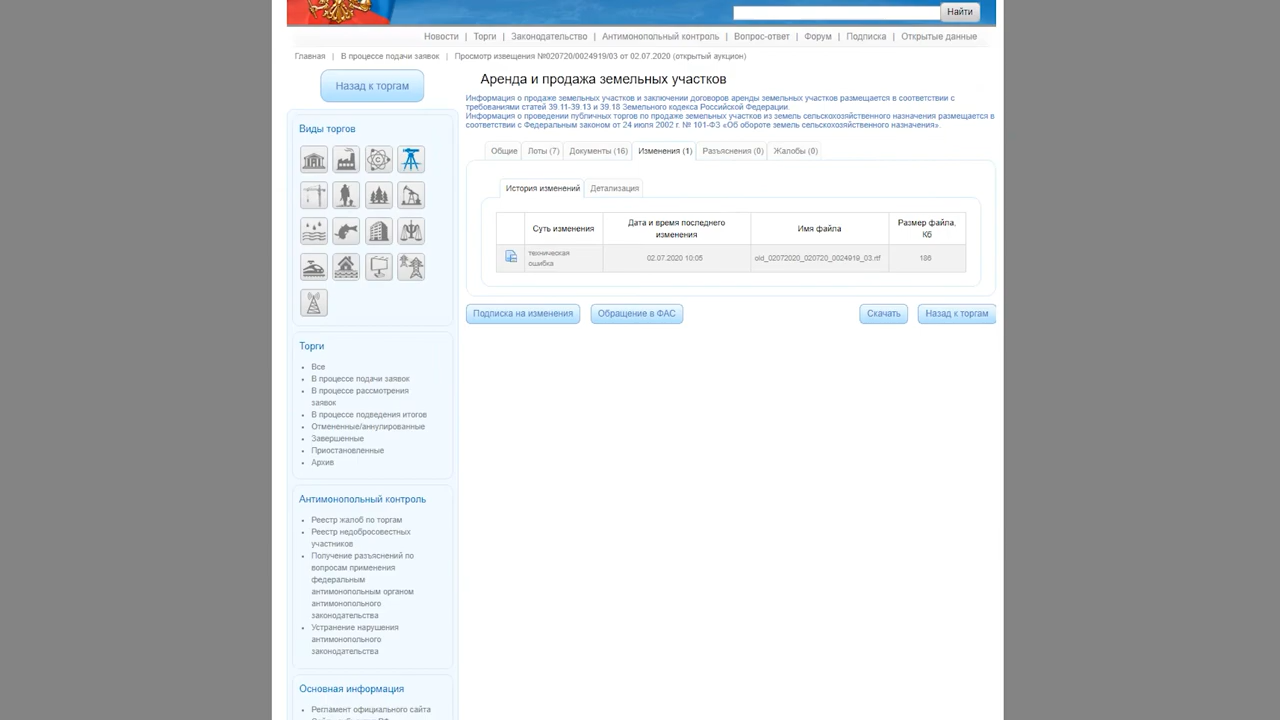 Найти
Новости | Торги | Законодательство | Антимонопольный контроль | Вопрос-ответ | Форум | Подписка | Открытые данные
Главная | В процессе подачи заявок | Просмотр извещения №020720/0024919/03 от 02.07.2020 (открытый аукцион)
Назад к торгам
Виды торгов
Торги
Все
В процессе подачи заявок
В процессе рассмотрения
заявок
В процессе подведения итогов
Отмененные/аннулированные
Завершенные
Приостановленные
Архив
Антимонопольный контроль
Реестр жалоб по торгам
Реестр недобросовестных
участников
Получение разъяснений по
вопросам применения
федеральным
антимонопольным органом
антимонопольного
законодательства
Устранение нарушения
антимонопольного
законодательства
Основная информация
Регламент официального сайта
Аренда и продажа земельных участков
Информация о продаже земельных участков и заключении договоров аренды земельных участков размещается в соответствии с
требованиями статей 39.11-39.13 и 39.18 Земельного кодекса Российской Федерации.
Информация о проведении публичных торгов по продаже земельных участков из земель сельскохозяйственного назначения размещается в
соответствии с Федеральным законом от 24 июля 2002 г. № 101-ФЗ «Об обороте земель сельскохозяйственного назначения».
Общие Лоты (7) Документы (16) Изменения (1) Разъяснения (0) Жалобы (0)
История изменений Детализация
Суть изменения
Дата и время последнего
изменения
Имя файла
Размер файла,
Кб
техническая
ошибка
02.07.2020 10:05
old_02072020_020720_0024919_03.rtf
186
Подписка на изменения Обращение в ФАС Скачать Назад к торгам